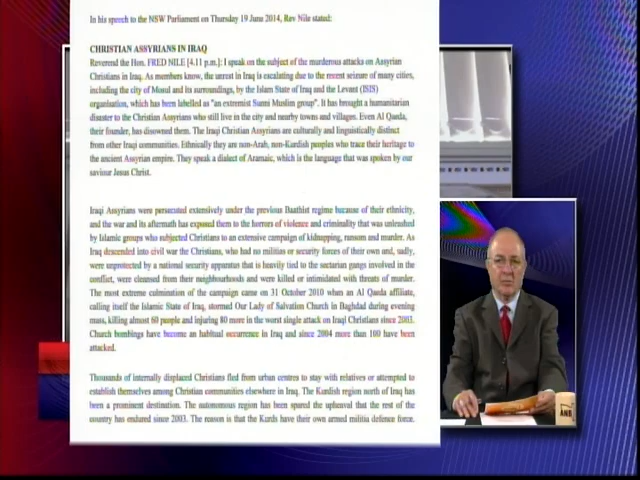 In his speech to the NSW Parliament on Thursday 19 June 2014, Rev Nile stated:
CHRISTIAN ASSYRIANS IN IRAQ
Reverend the Hon. FRED NILE [4.11 p.m.]: I speak on the subject of the murderous attacks on Assyrian
Christians in Iraq. As members know, the unrest in Iraq is escalating due to the recent seizure of many cities,
including the city of Mosul and its surroundings, by the Islam State of Iraq and the Levant (ISIS)
organisation, which has been labelled as "an extremist Sunni Muslim group". It has brought a humanitarian
disaster to the Christian Assyrians who still live in the city and nearby towns and villages. Even Al Qaeda,
their founder, has disowned them. The Iraqi Christian Assyrians are culturally and linguistically distinct
from other Iraqi communities. Ethnically they are non-Arab, non-Kurdish peoples who trace their heritage to
the ancient Assyrian empire. They speak a dialect of Aramaic, which is the language that was spoken by our
saviour Jesus Christ.
Iraqi Assyrians were persecuted extensively under the previous Baathist regime because of their ethnicity,
and the war and its aftermath has exposed them to the horrors of violence and criminality that was unleashed
by Islamic groups who subjected Christians to an extensive campaign of kidnapping, ransom and murder. As
Iraq descended into civil war the Christians, who had no militias or security forces of their own and, sadly,
were unprotected by a national security apparatus that is heavily tied to the sectarian gangs involved in the
conflict, were cleansed from their neighbourhoods and were killed or intimidated with threats of murder.
The most extreme culmination of the campaign came on 31 October 2010 when an Al Qaeda affiliate,
calling itself the Islamic State of Iraq, stormed Our Lady of Salvation Church in Baghdad during evening
mass, killing almost 60 people and injuring 80 more in the worst single attack on Iraqi Christians since 2003.
Church bombings have become an habitual occurrence in Iraq and since 2004 more than 100 have been
attacked.
Thousands of internally displaced Christians fled from urban centres to stay with relatives or attempted to
establish themselves among Christian communities elsewhere in Iraq. The Kurdish region north of Iraq has
been a prominent destination. The autonomous region has been spared the upheaval that the rest of the
country has endured since 2003. The reason is that the Kurds have their own armed militia defence force.
ANB